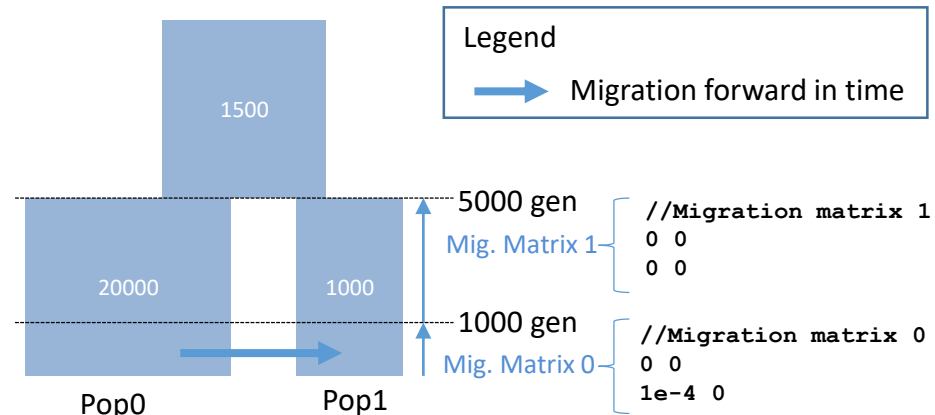 Legend
Migration forward in time
1500
5000 gen
Mig. Matrix 1
//Migration matrix 1
0 0
0 0
20000
1000
1000 gen
Mig. Matrix 0
//Migration matrix 0
0 0
1e-4 0
Pop0
Pop1